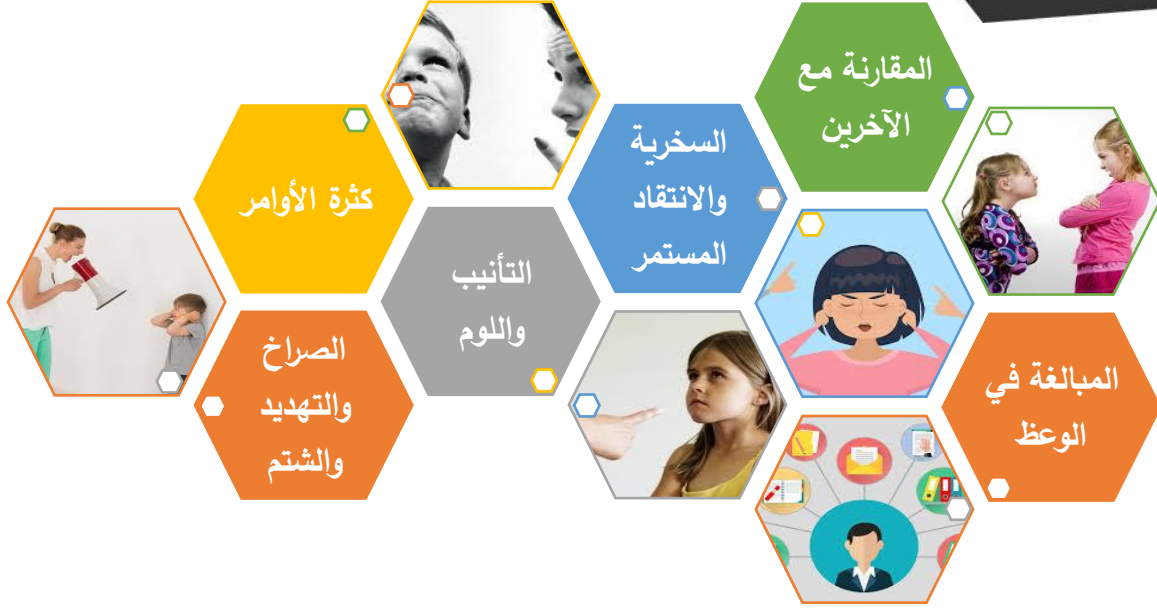 المقارنة مع
الآخرين
السخرية
والانتقاد
المستمر
كثرة الأوامر
التأنيب
واللوم
الصراخ
والتهديد
والشتم
المبالغة في
الوعظ